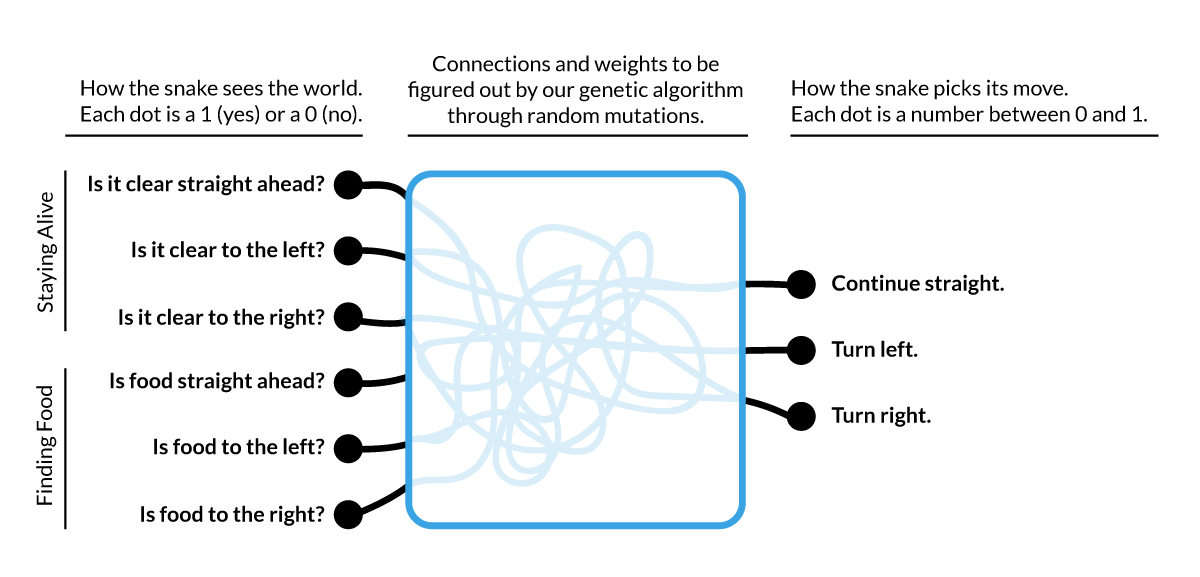 How the snake sees the world.
Each dot is a 1 (yes) or a 0 (no).
Connections and weights to be
figured out by our genetic algorithm
through random mutations.
How the snake picks its move.
Each dot is a number between 0 and 1.
Staying Alive
Is it clear straight ahead?
Is it clear to the left?
Is it clear to the right?
Finding Food
Is food straight ahead?
Is food to the left?
Is food to the right?
Continue straight.
Turn left.
Turn right.